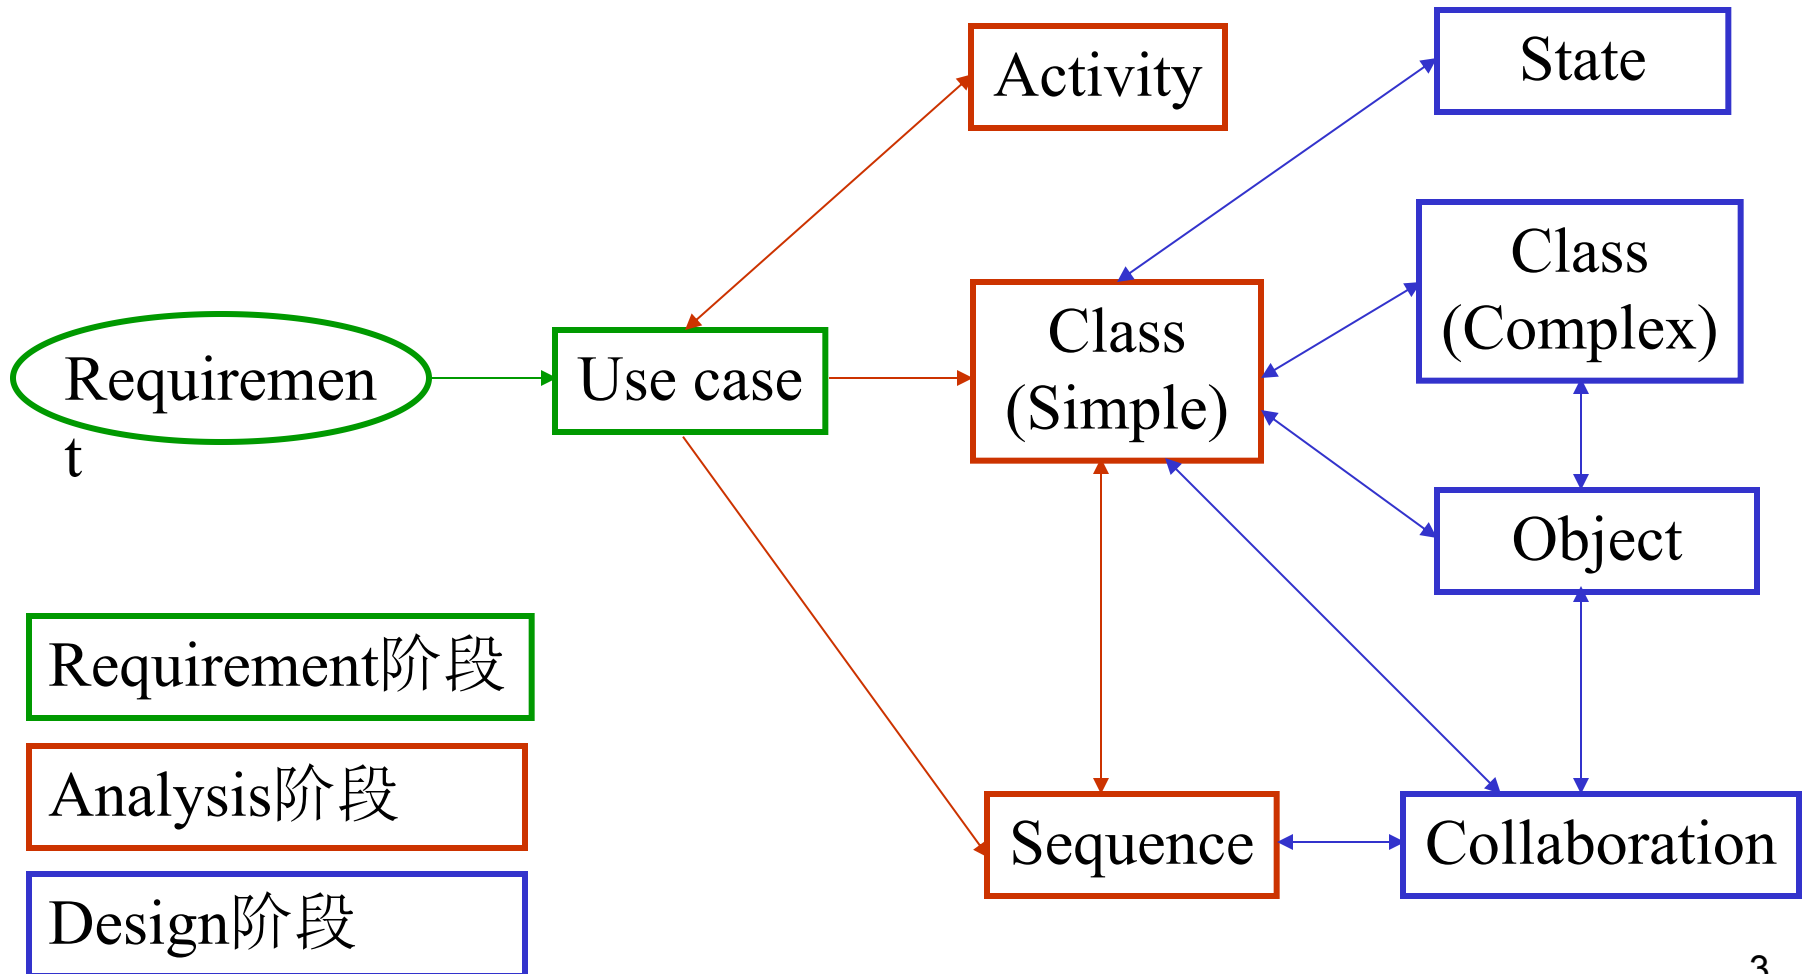 Activity
State
Class
(Complex)
Requiremen
t
Use case
Class
(Simple)
Object
Requirement阶段
Analysis阶段
Design阶段
Sequence
Collaboration
3